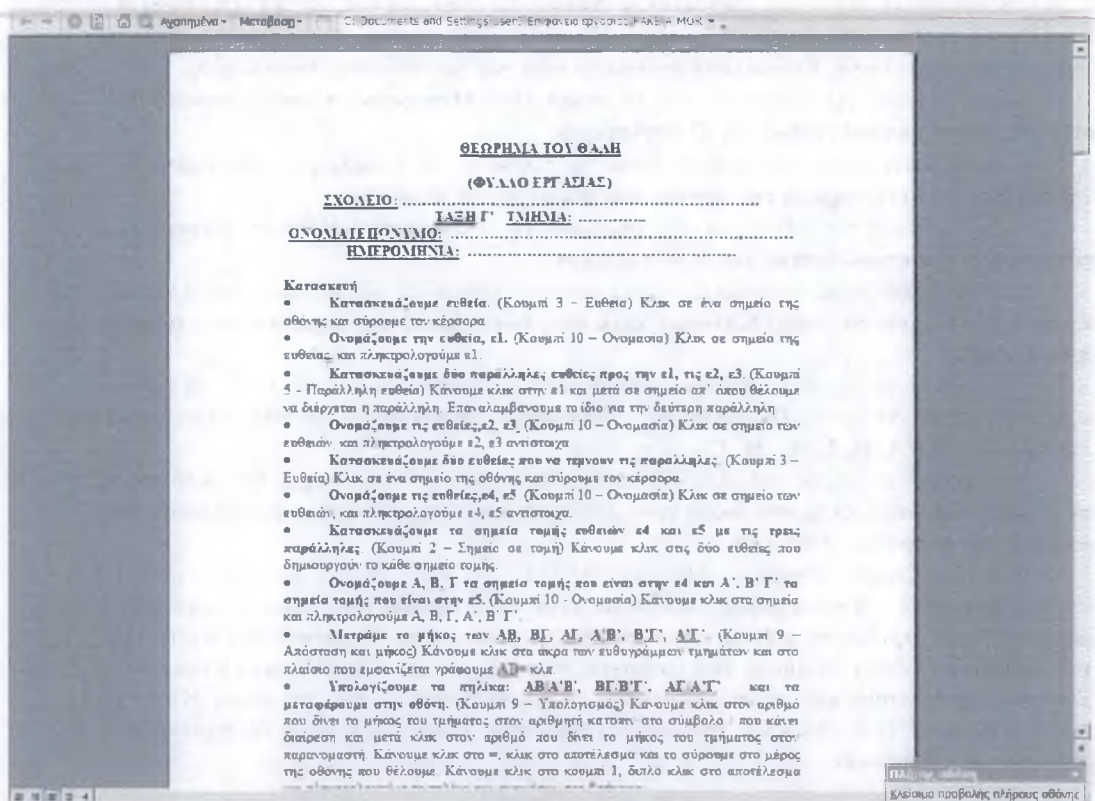 Αγαπημένα Μετάβαση C:\Documents and Settings\user\Επιφάνεια εργασίας\
ΘΕΩΡΗΜΑ ΤΟΥ ΘΑΛΗ
(ΦΥΛΛΟ ΕΡΓΑΣΙΑΣ)
ΣΧΟΛΕΙΟ: ..........
ΤΑΞΗ Γ' ΤΜΗΜΑ: ..........
ΟΝΟΜΑΤΕΠΩΝΥΜΟ: ..........
ΗΜΕΡΟΜΗΝΙΑ: ..........
Κατασκευή
• Κατασκευάζουμε ευθεία. (Κουμπί 3 – Ευθεία) Κλικ σε ένα σημείο της
οθόνης και σύρουμε τον κέρσορα
• Ονομάζουμε την ευθεία, ε1. (Κουμπί 10 – Ονομασία) Κλικ σε σημείο της
ευθείας, και πληκτρολογούμε ε1.
• Κατασκευάζουμε δύο παράλληλες ευθείες προς την ε1, τις ε2, ε3. (Κουμπί
5 - Παράλληλη ευθεία) Κάνουμε κλικ στην ε1 και μετά σε σημείο απ' όπου θέλουμε
να διέρχεται η παράλληλη. Επαναλαμβάνουμε το ίδιο για την δεύτερη παράλληλη
• Ονομάζουμε τις ευθείες,ε2, ε3. (Κουμπί 10 – Ονομασία) Κλικ σε σημείο των
ευθειών, και πληκτρολογούμε ε2, ε3 αντίστοιχα
• Κατασκευάζουμε δύο ευθείες που να τέμνουν τις παράλληλες. (Κουμπί 3 –
Ευθεία) Κλικ σε ένα σημείο της οθόνης και σύρουμε τον κέρσορα.
• Ονομάζουμε τις ευθείες,ε4, ε5. (Κουμπί 10 – Ονομασία) Κλικ σε σημείο των
ευθειών, και πληκτρολογούμε ε4, ε5 αντίστοιχα.
• Κατασκευάζουμε τα σημεία τομής ευθειών ε4 και ε5 με τις τρεις
παράλληλες. (Κουμπί 2 – Σημείο σε τομή) Κάνουμε κλικ στις δύο ευθείες που
δημιουργούν το κάθε σημείο τομής.
• Ονομάζουμε Α, Β, Γ τα σημεία τομής που είναι στην ε4 και Α', Β' Γ' τα
σημεία τομής που είναι στην ε5. (Κουμπί 10 - Ονομασία) Κάνουμε κλικ στα σημεία
και πληκτρολογούμε Α, Β, Γ, Α', Β' Γ'.
• Μετράμε το μήκος των ΑΒ, ΒΓ, ΑΓ, Α'Β', Β'Γ', Α'Γ' (Κουμπί 9 –
Απόσταση και μήκος) Κάνουμε κλικ στα άκρα των ευθυγράμμων τμημάτων και στο
πλαίσιο που εμφανίζεται γράφουμε ΑΒ= κλπ.
• Υπολογίζουμε τα πηλίκα: ΑΒ/Α'Β', ΒΓ/Β'Γ', ΑΓ/Α'Γ' και τα
μεταφέρουμε στην οθόνη. (Κουμπί 9 – Υπολογισμός) Κάνουμε κλικ στον αριθμό
που δίνει το μήκος του τμήματος στον αριθμητή κατόπιν στο σύμβολο που κάνει
διαίρεση και μετά κλικ στον αριθμό που δίνει το μήκος του τμήματος στον
παρανομαστή. Κάνουμε κλικ στο =, κλικ στο αποτέλεσμα και το σύρουμε στο μέρος
της οθόνης που θέλουμε. Κάνουμε κλικ στο κουμπί 1, διπλό κλικ στο αποτέλεσμα
Πλήρης οθόνη
Κλείσιμο προβολής πλήρους οθόνης